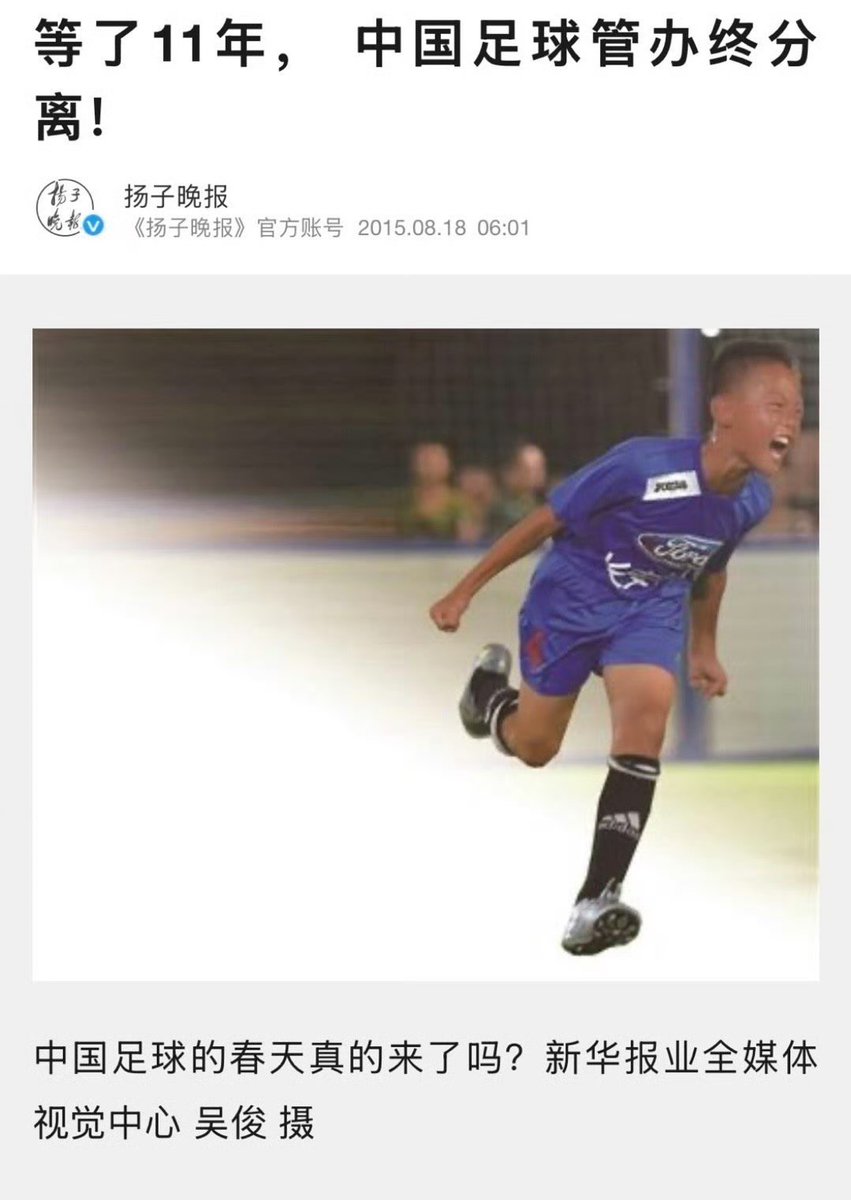 等了11年， 中国足球管办终分
离！
扬子晚报
扬子晚报
《扬子晚报》官方账号 2015.08.18 06:01
JOMA
Ford
adidas
中国足球的春天真的来了吗？新华报业全媒体
视觉中心 吴俊 摄